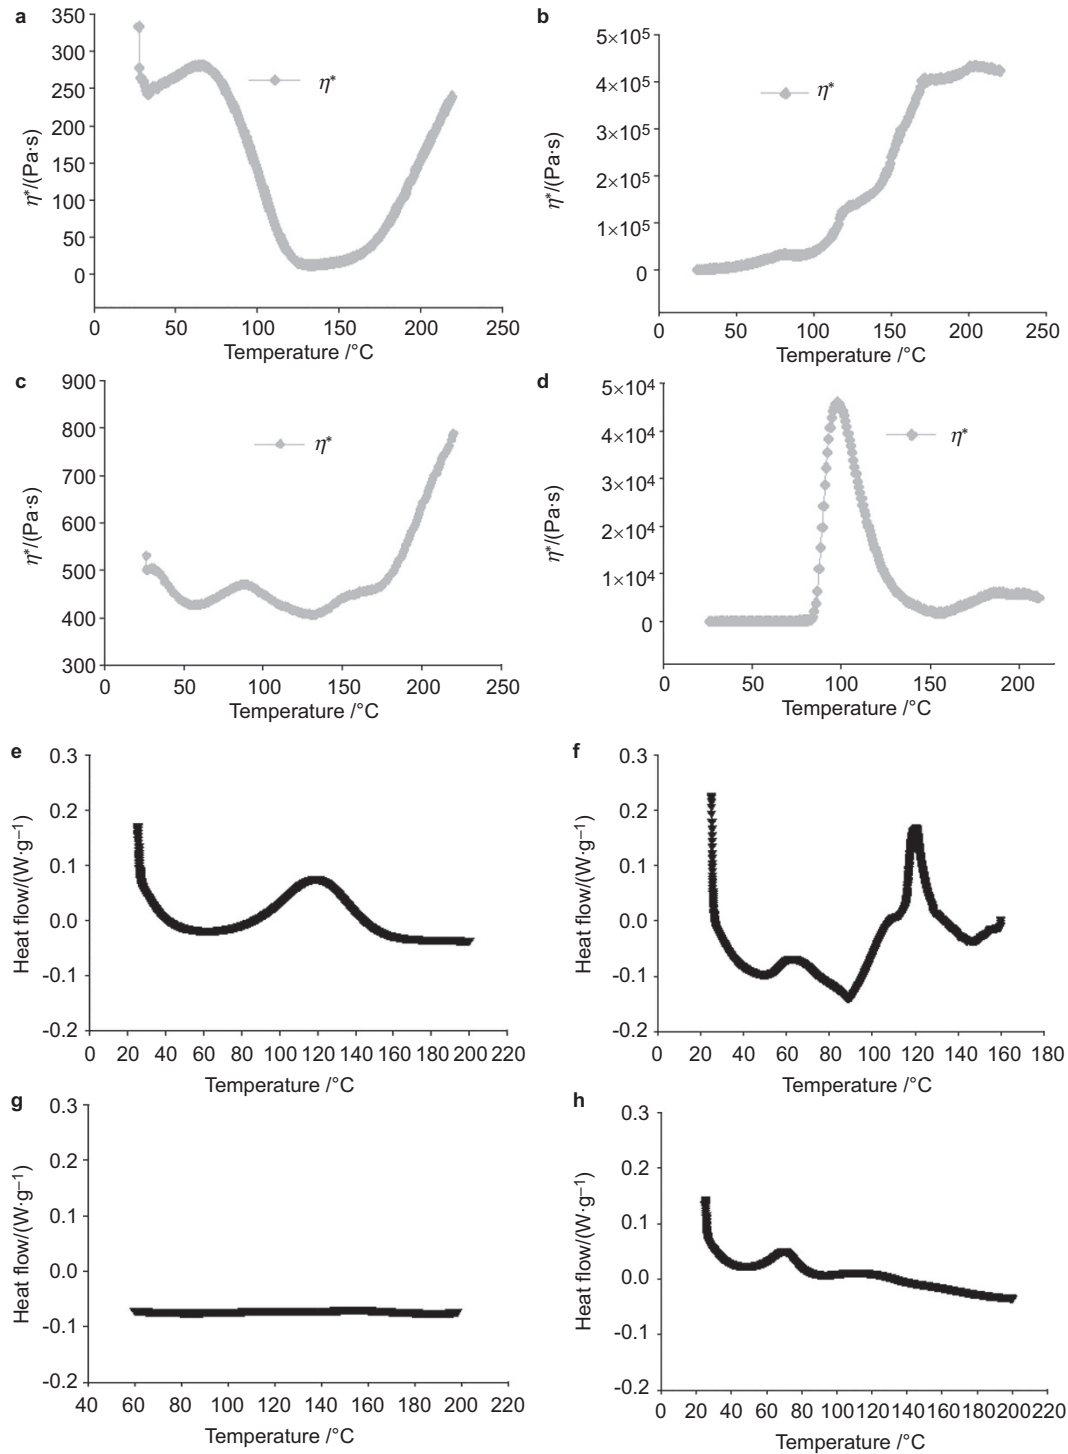 a
350
300
250
200
150
100
50
0
η*/(Pa·s)
η*
0 50 100 150 200 250
Temperature /°C
b
5×10⁵
4×10⁵
3×10⁵
2×10⁵
1×10⁵
0
η*/(Pa·s)
η*
0 50 100 150 200 250
Temperature /°C
c
900
800
700
600
500
400
300
η*/(Pa·s)
η*
0 50 100 150 200 250
Temperature /°C
d
5×10⁴
4×10⁴
3×10⁴
2×10⁴
1×10⁴
0
η*/(Pa·s)
η*
0 50 100 150 200
Temperature /°C
e
0.3
0.2
0.1
0.0
-0.1
-0.2
Heat flow/(W·g⁻¹)
0 20 40 60 80 100 120 140 160 180 200 220
Temperature /°C
f
0.3
0.2
0.1
0.0
-0.1
-0.2
Heat flow/(W·g⁻¹)
0 20 40 60 80 100 120 140 160 180
Temperature /°C
g
0.3
0.2
0.1
0.0
-0.1
-0.2
Heat flow/(W·g⁻¹)
40 60 80 100 120 140 160 180 200 220
Temperature /°C
h
0.3
0.2
0.1
0.0
-0.1
-0.2
Heat flow/(W·g⁻¹)
0 20 40 60 80 100 120 140 160 180 200 220
Temperature /°C